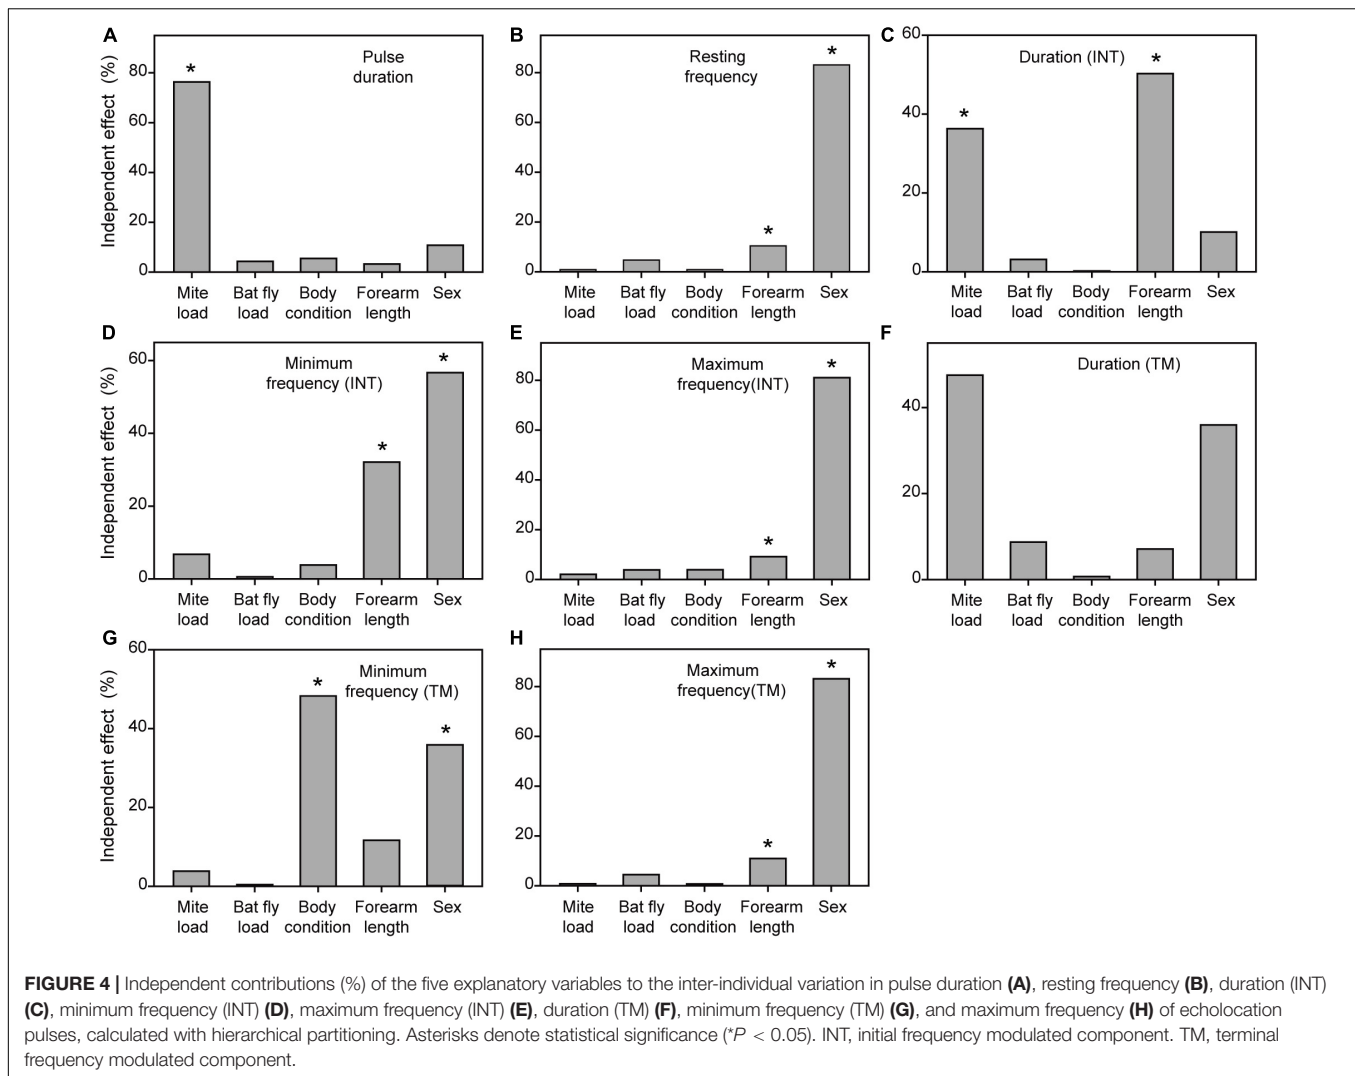 A
Pulse
duration
Independent effect (%)
80
60
40
20
0
*
Mite
load
Bat fly
load
Body
condition
Forearm
length
Sex
B
Resting
frequency
80
60
40
20
0
*
*
Mite
load
Bat fly
load
Body
condition
Forearm
length
Sex
C
Duration (INT)
60
40
20
0
*
*
Mite
load
Bat fly
load
Body
condition
Forearm
length
Sex
D
Minimum
frequency (INT)
Independent effect (%)
60
40
20
0
*
*
Mite
load
Bat fly
load
Body
condition
Forearm
length
Sex
E
Maximum
frequency(INT)
80
60
40
20
0
*
*
Mite
load
Bat fly
load
Body
condition
Forearm
length
Sex
F
Duration (TM)
40
20
0
Mite
load
Bat fly
load
Body
condition
Forearm
length
Sex
G
Minimum
frequency (TM)
Independent effect (%)
60
40
20
0
*
*
Mite
load
Bat fly
load
Body
condition
Forearm
length
Sex
H
Maximum
frequency(TM)
80
60
40
20
0
*
*
Mite
load
Bat fly
load
Body
condition
Forearm
length
Sex
FIGURE 4 | Independent contributions (%) of the five explanatory variables to the inter-individual variation in pulse duration (A), resting frequency (B), duration (INT)
(C), minimum frequency (INT) (D), maximum frequency (INT) (E), duration (TM) (F), minimum frequency (TM) (G), and maximum frequency (H) of echolocation
pulses, calculated with hierarchical partitioning. Asterisks denote statistical significance (*P < 0.05). INT, initial frequency modulated component. TM, terminal
frequency modulated component.